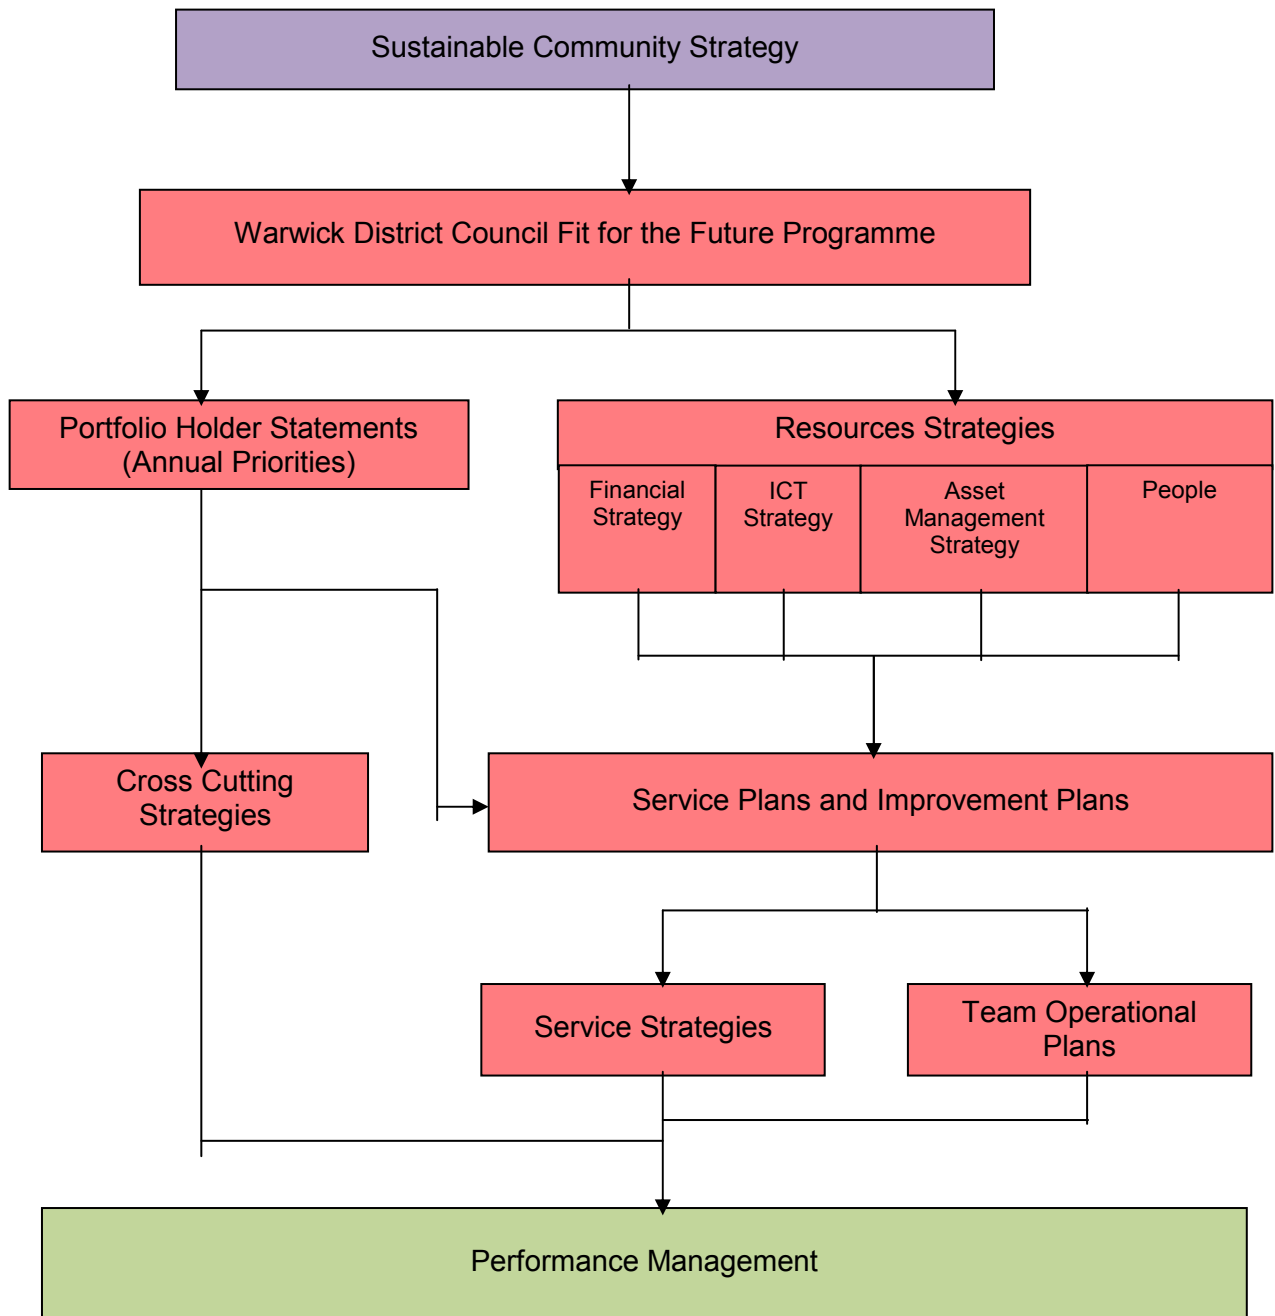 Sustainable Community Strategy
Warwick District Council Fit for the Future Programme
Portfolio Holder Statements
(Annual Priorities)
Resources Strategies
Financial
Strategy
ICT
Strategy
Asset
Management
Strategy
People
Cross Cutting
Strategies
Service Plans and Improvement Plans
Service Strategies
Team Operational
Plans
Performance Management